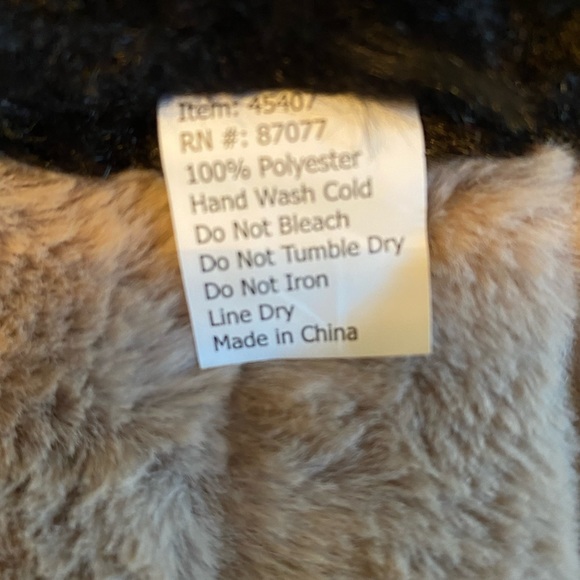 Item: 45407
RN #: 87077
100% Polyester
Hand Wash Cold
Do Not Bleach
Do Not Tumble Dry
Do Not Iron
Line Dry
Made in China